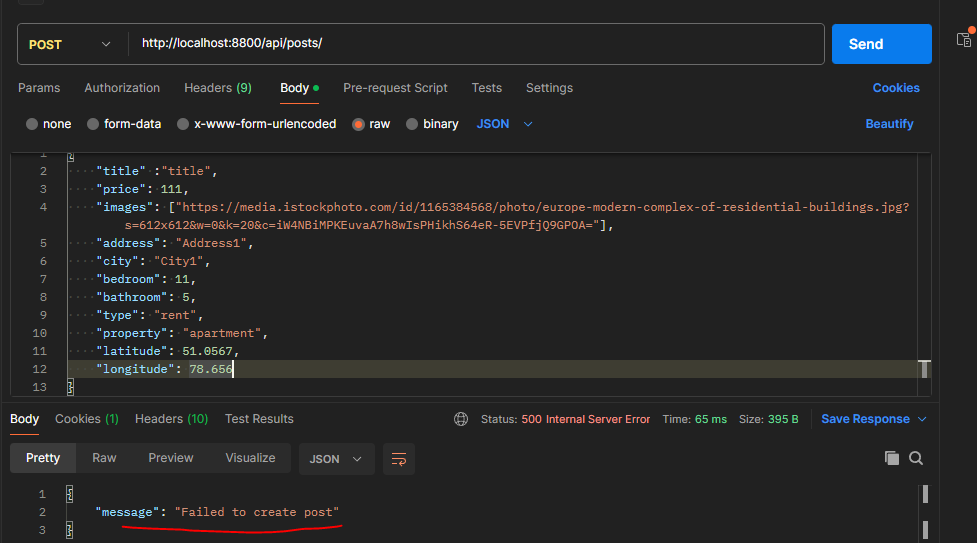 POST
http://localhost:8800/api/posts/
Send
Params Authorization Headers (9) Body Pre-request Script Tests Settings Cookies
none form-data x-www-form-urlencoded raw binary JSON Beautify
1 {
2 "title" :"title",
3 "price": 111,
4 "images": ["https://media.istockphoto.com/id/1165384568/photo/europe-modern-complex-of-residential-buildings.jpg?
s=612x612&w=0&k=20&c=iW4NBiMPKEuvaA7h8wIsPHikhS64eR-5EVPfjQ9GPOA="],
5 "address": "Address1",
6 "city": "City1",
7 "bedroom": 11,
8 "bathroom": 5,
9 "type": "rent",
10 "property": "apartment",
11 "latitude": 51.0567,
12 "longitude": 78.656
13 }
Body Cookies (1) Headers (10) Test Results Status: 500 Internal Server Error Time: 65 ms Size: 395 B Save Response
Pretty Raw Preview Visualize JSON
1 {
2 "message": "Failed to create post"
3 }